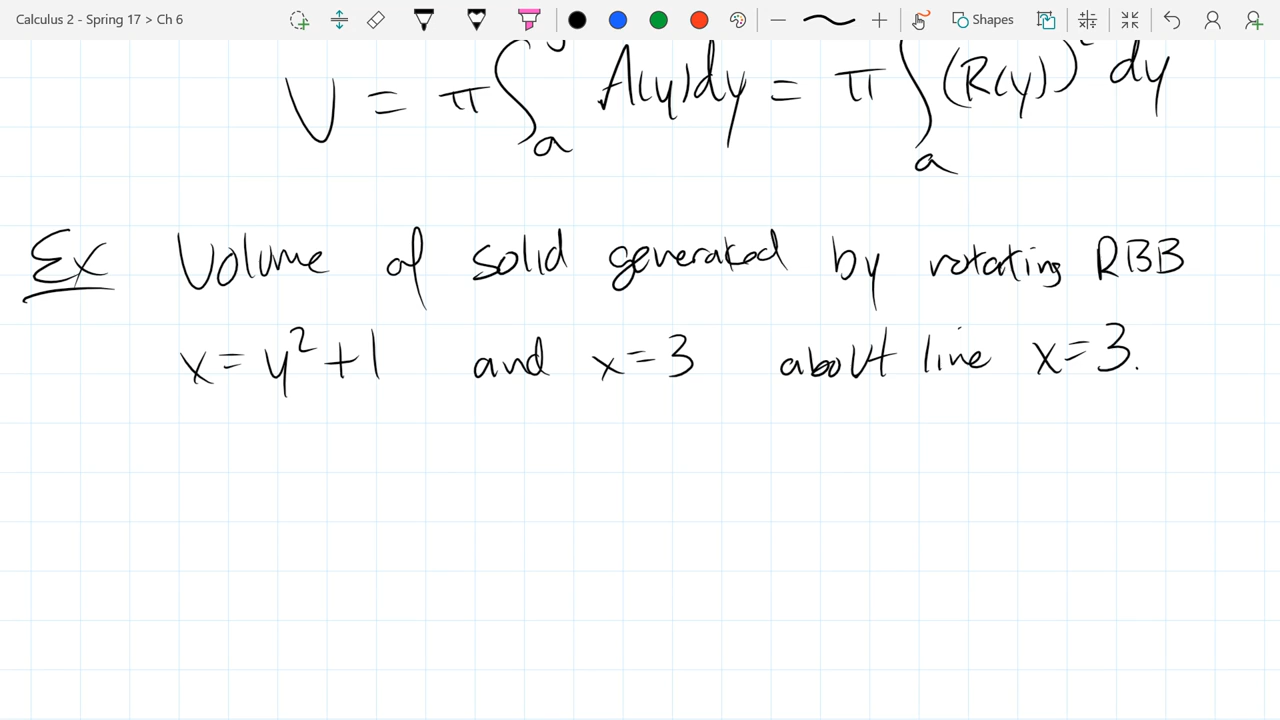 Calculus 2 - Spring 17 > Ch 6
Shapes
V = π∫ₐ A(y)dy = π∫ₐ (R(y))² dy
Ex Volume of solid generated by rotating RBB
x = y² + 1 and x = 3 about line x = 3.